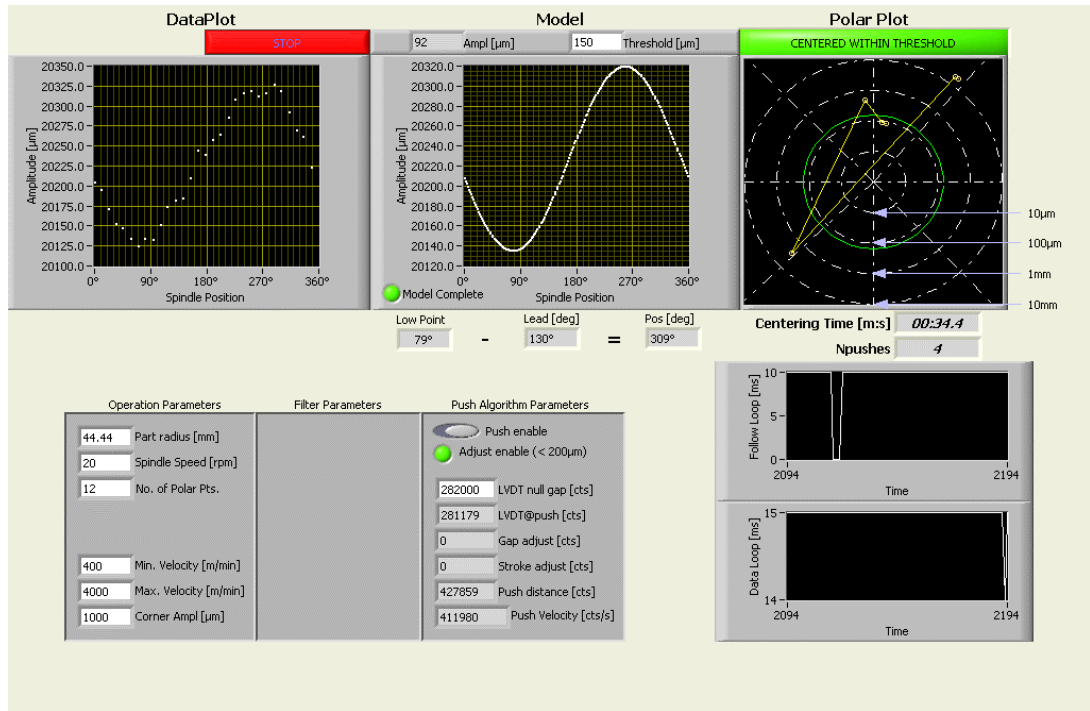 DataPlot
Model
Polar Plot
STOP
92 Ampl [µm] 150 Threshold [µm]
CENTERED WITHIN THRESHOLD
Amplitude [µm]
20350.0
20325.0
20300.0
20275.0
20250.0
20225.0
20200.0
20175.0
20150.0
20125.0
20100.0
0° 90° 180° 270° 360°
Spindle Position
Amplitude [µm]
20320.0
20300.0
20280.0
20260.0
20240.0
20220.0
20200.0
20180.0
20160.0
20140.0
20120.0
0° 90° 180° 270° 360°
Model Complete
Spindle Position
10µm
100µm
1mm
10mm
Low Point Lead [deg] Pos [deg]
79° - 130° = 309°
Centering Time [m:s] 00:34.4
Npushes 4
Operation Parameters
44.44 Part radius [mm]
20 Spindle Speed [rpm]
12 No. of Polar Pts.
400 Min. Velocity [m/min]
4000 Max. Velocity [m/min]
1000 Corner Ampl [µm]
Filter Parameters
Push Algorithm Parameters
Push enable
Adjust enable (< 200µm)
282000 LVDT null gap [cts]
281179 LVDT@push [cts]
0 Gap adjust [cts]
0 Stroke adjust [cts]
427859 Push distance [cts]
411980 Push Velocity [cts/s]
Follow Loop [ms]
10
5
0
2094 2194
Time
Data Loop [ms]
15
14
2094 2194
Time